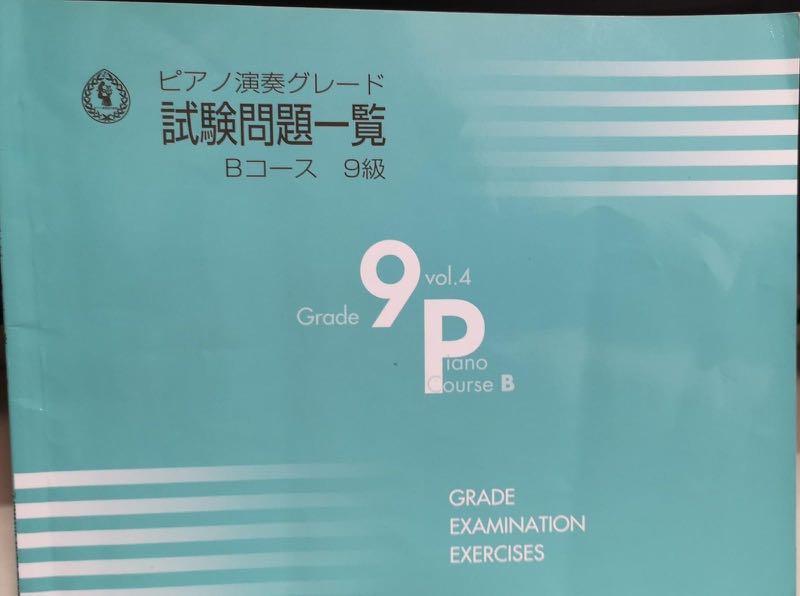 ピアノ演奏グレード
試験問題一覧
Bコース 9級
Grade 9 vol.4
Piano
Course B
GRADE
EXAMINATION
EXERCISES